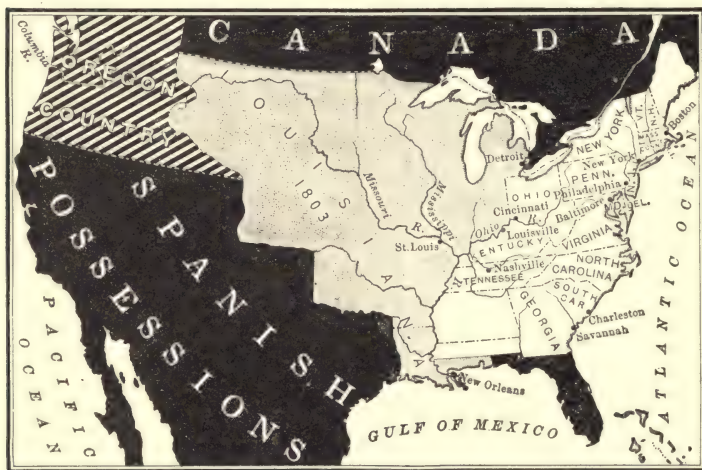 CANADA
Columbia
R.
OREGON
COUNTRY
LOUISIANA
1803
Missouri
R.
Mississippi
R.
St. Louis
Detroit
NEW YORK
VT.
N.H.
Boston
New York
PENN.
Philadelphia
OHIO
Cincinnati
Baltimore
DEL.
Ohio R.
Louisville
KENTUCKY
VIRGINIA
Nashville
TENNESSEE
NORTH
CAROLINA
SOUTH
CAR.
GEORGIA
Charleston
Savannah
New Orleans
SPANISH
POSSESSIONS
PACIFIC
OCEAN
GULF OF MEXICO
ATLANTIC OCEAN